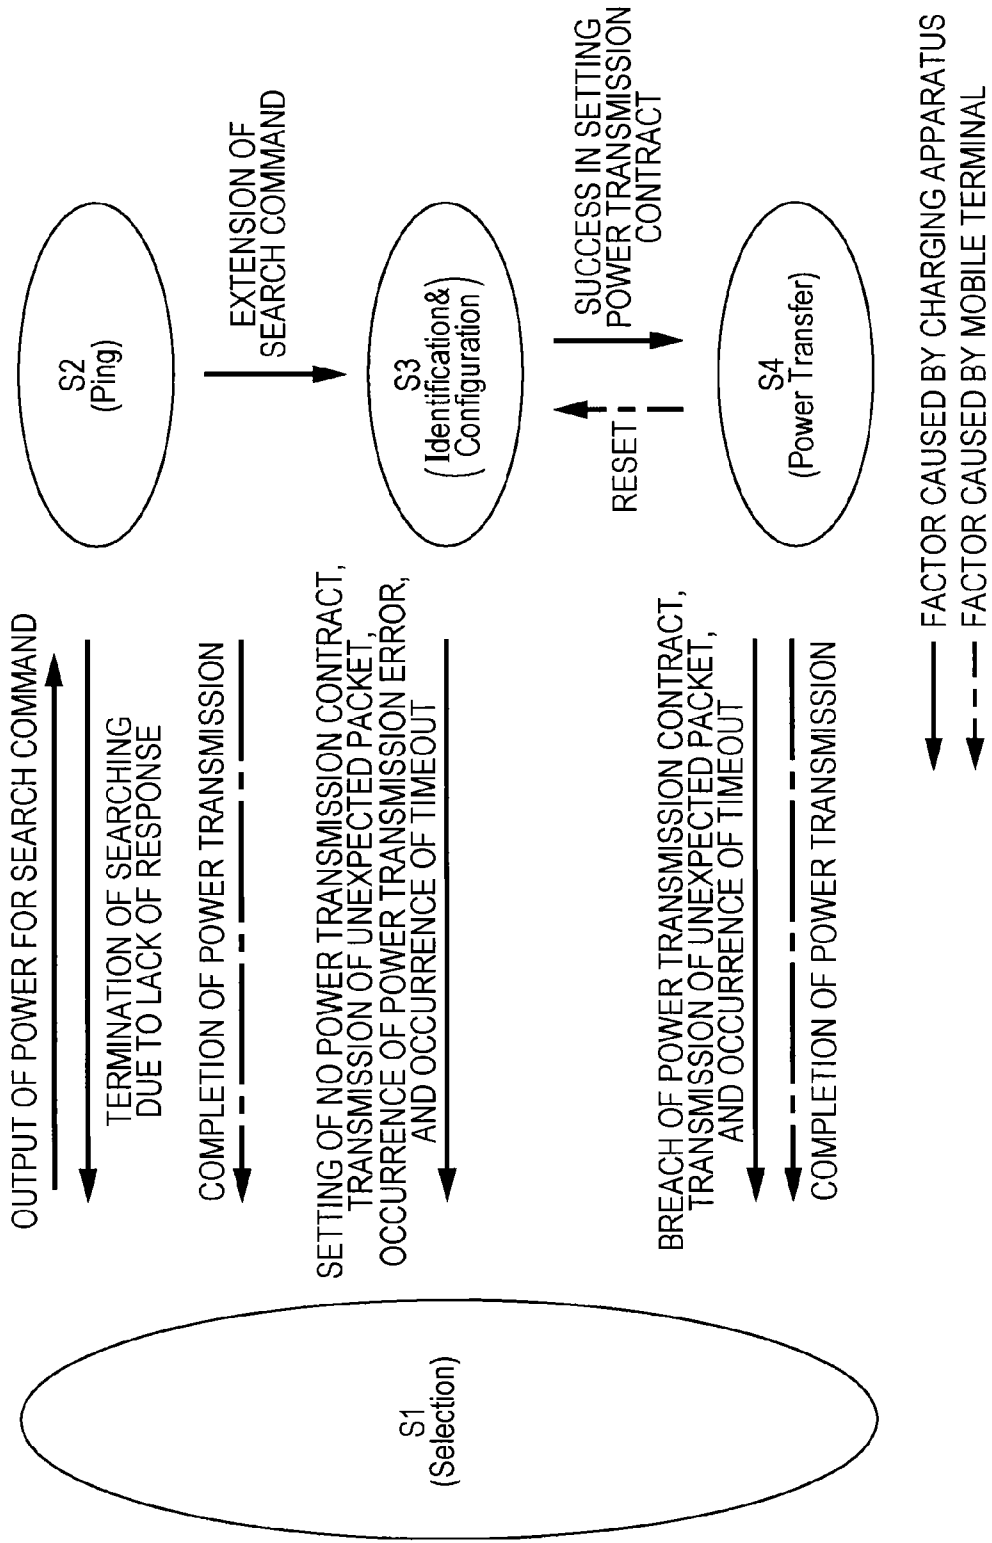 OUTPUT OF POWER FOR SEARCH COMMAND
TERMINATION OF SEARCHING
DUE TO LACK OF RESPONSE
COMPLETION OF POWER TRANSMISSION
SETTING OF NO POWER TRANSMISSION CONTRACT,
TRANSMISSION OF UNEXPECTED PACKET,
OCCURRENCE OF POWER TRANSMISSION ERROR,
AND OCCURRENCE OF TIMEOUT
BREACH OF POWER TRANSMISSION CONTRACT,
TRANSMISSION OF UNEXPECTED PACKET,
AND OCCURRENCE OF TIMEOUT
COMPLETION OF POWER TRANSMISSION
S1
(Selection)
S2
(Ping)
EXTENSION OF
SEARCH COMMAND
S3
(Identification&
Configuration)
RESET
SUCCESS IN SETTING
POWER TRANSMISSION
CONTRACT
S4
(Power Transfer)
FACTOR CAUSED BY CHARGING APPARATUS
FACTOR CAUSED BY MOBILE TERMINAL